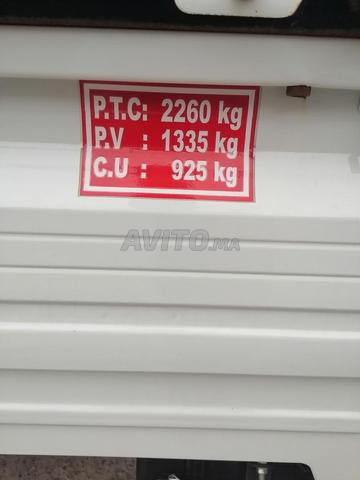 P.T.C: 2260 kg
P.V : 1335 kg
C.U : 925 kg
AVITO.MA